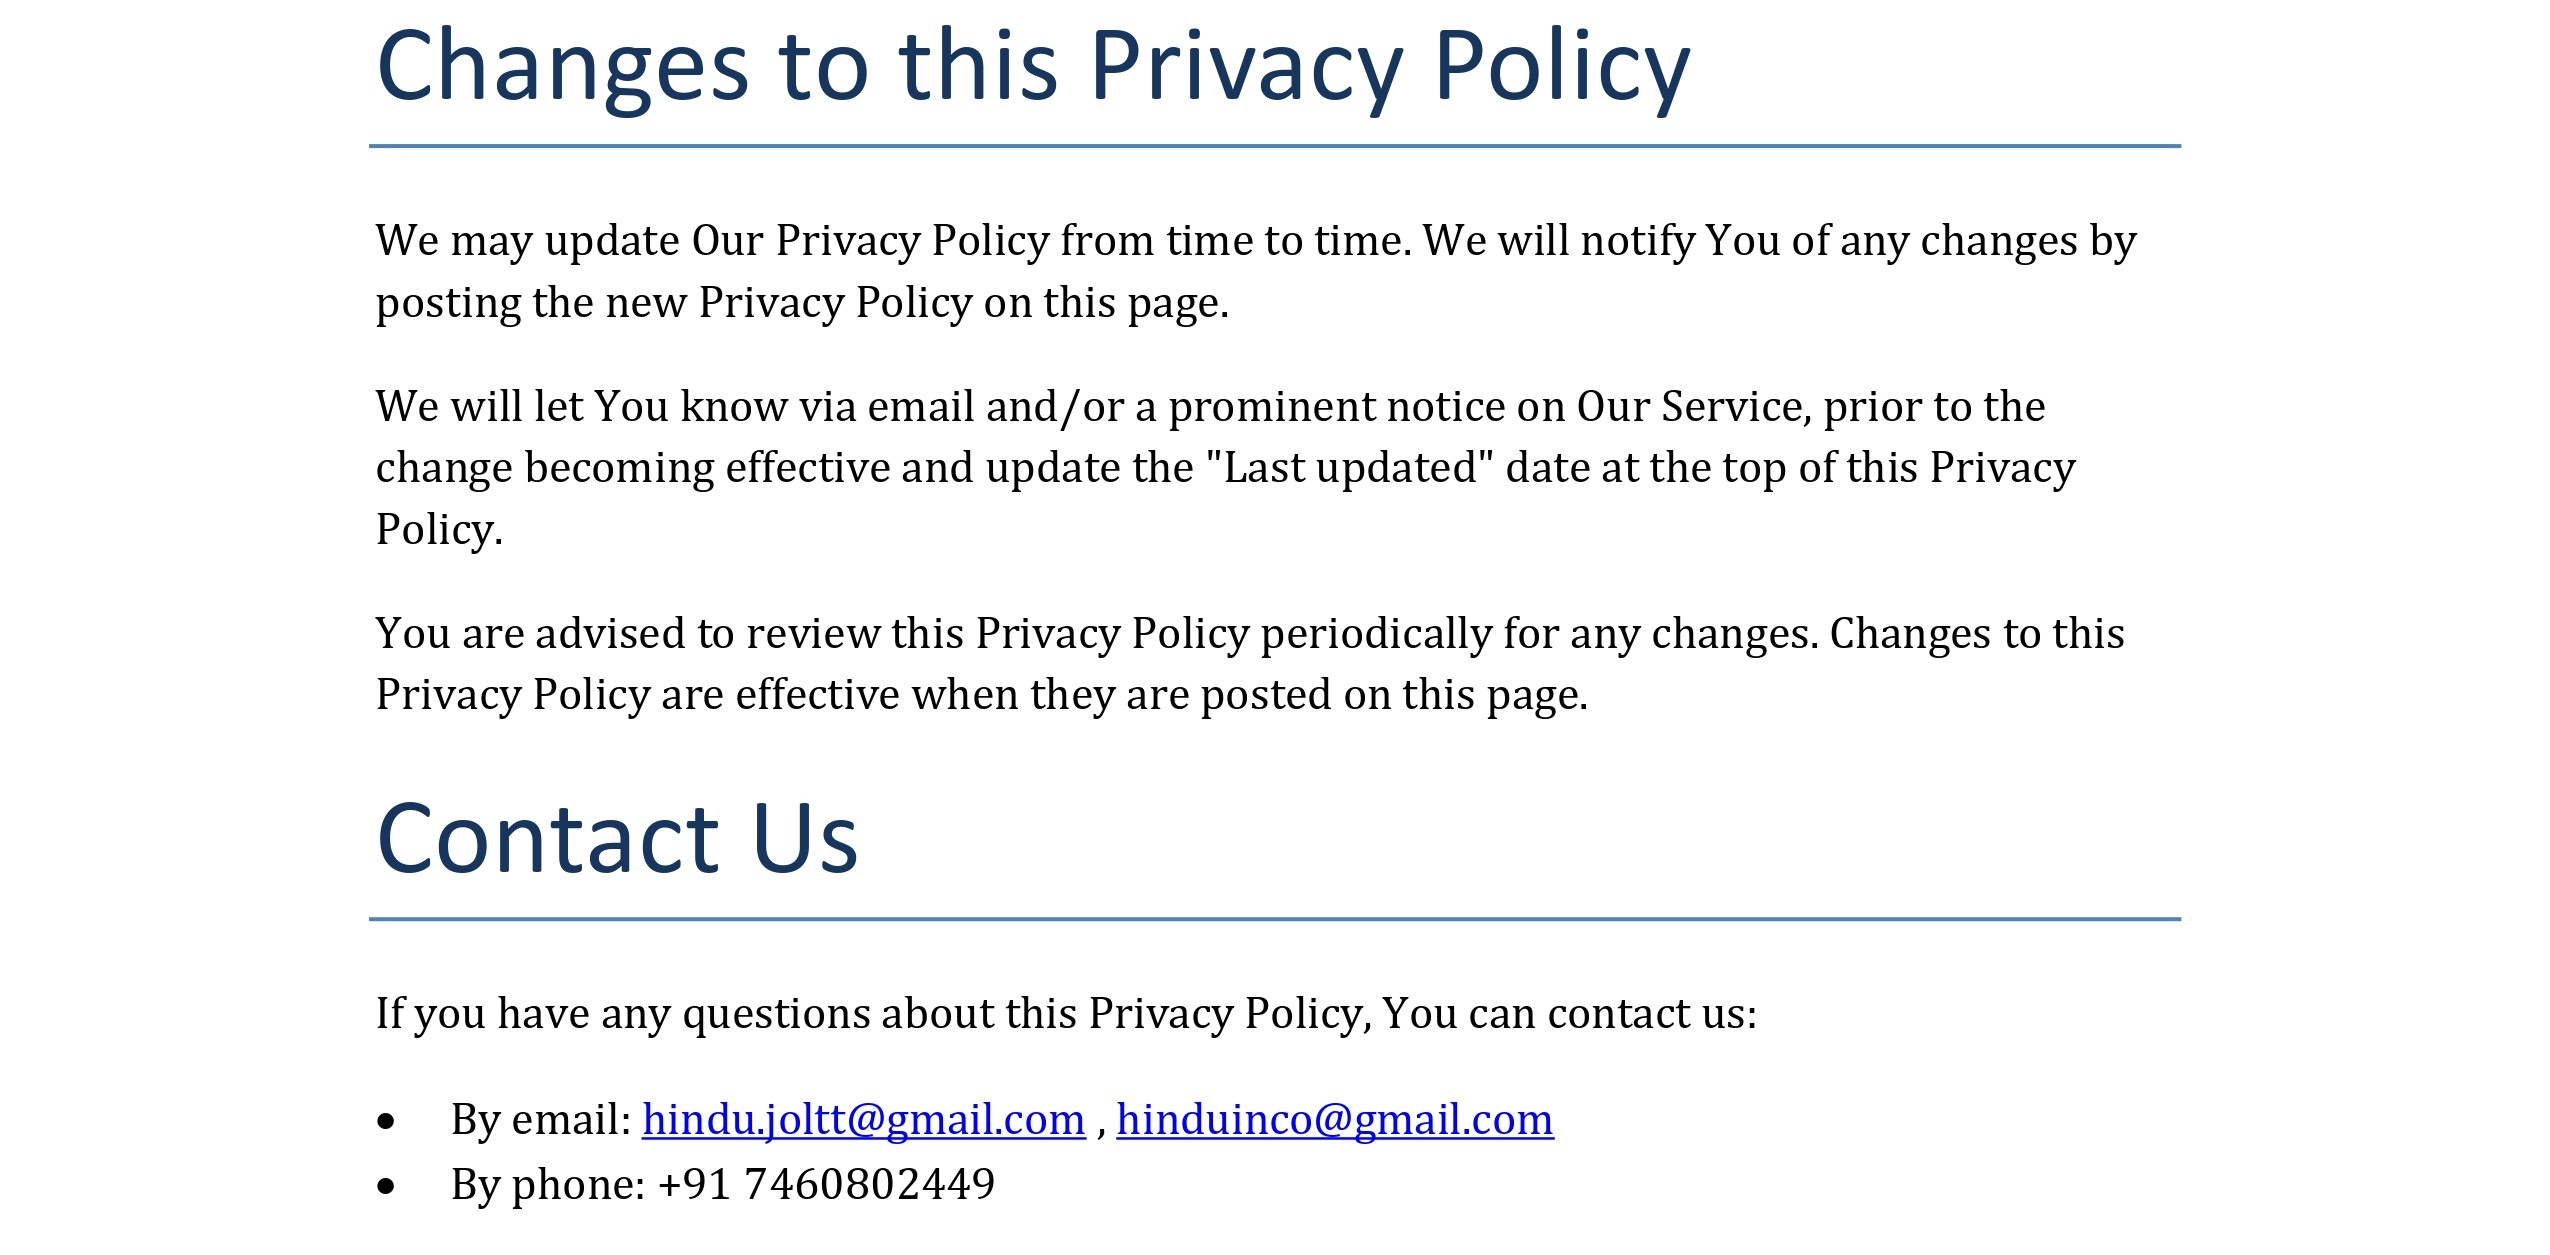 Changes to this Privacy Policy
We may update Our Privacy Policy from time to time. We will notify You of any changes by
posting the new Privacy Policy on this page.
We will let You know via email and/or a prominent notice on Our Service, prior to the
change becoming effective and update the "Last updated" date at the top of this Privacy
Policy.
You are advised to review this Privacy Policy periodically for any changes. Changes to this
Privacy Policy are effective when they are posted on this page.
Contact Us
If you have any questions about this Privacy Policy, You can contact us:
• By email: hindu.joltt@gmail.com , hinduinco@gmail.com
• By phone: +91 7460802449